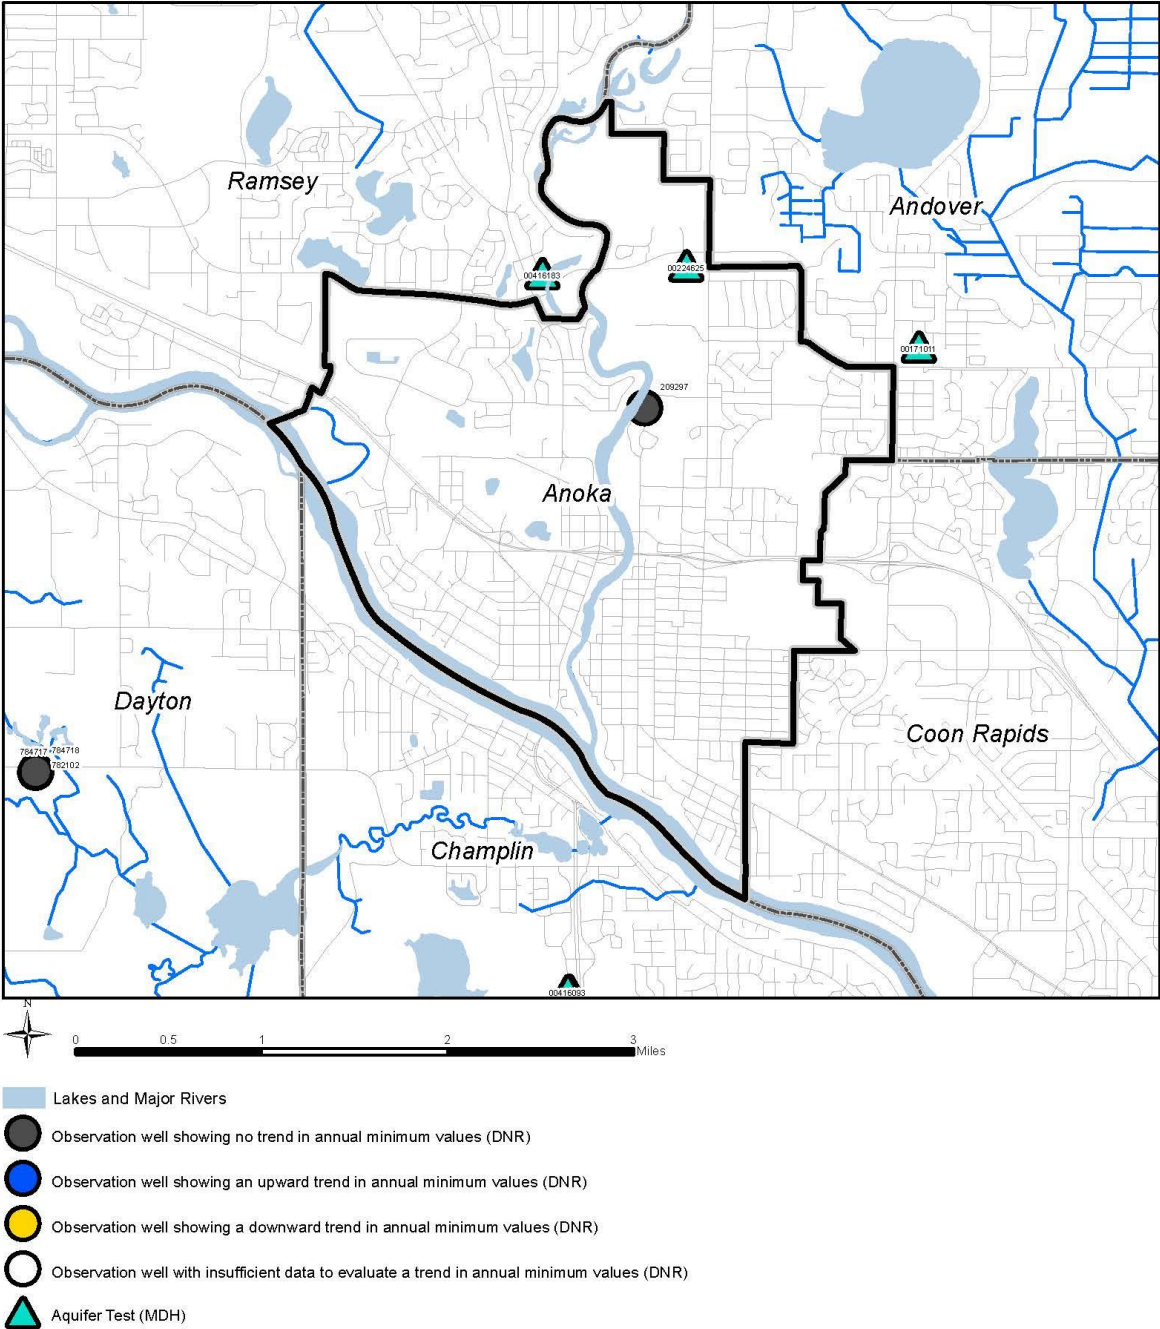 Ramsey
Andover
00416183
00224625
00171011
209297
Anoka
Dayton
784717 784718
782102
Coon Rapids
Champlin
00416093
N
0 0.5 1 2 3
Miles
Lakes and Major Rivers
Observation well showing no trend in annual minimum values (DNR)
Observation well showing an upward trend in annual minimum values (DNR)
Observation well showing a downward trend in annual minimum values (DNR)
Observation well with insufficient data to evaluate a trend in annual minimum values (DNR)
Aquifer Test (MDH)